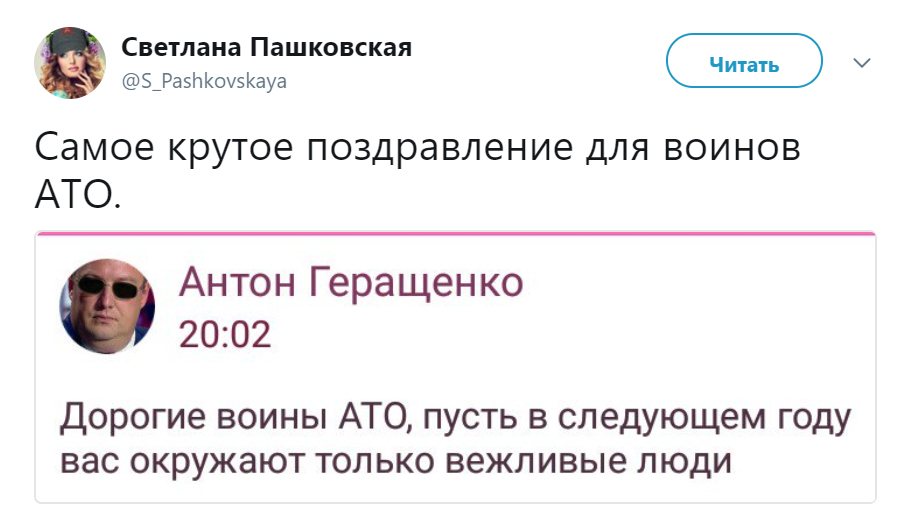 Светлана Пашковская
@S_Pashkovskaya
Читать
Самое крутое поздравление для воинов
АТО.
Антон Геращенко
20:02
Дорогие воины АТО, пусть в следующем году
вас окружают только вежливые люди